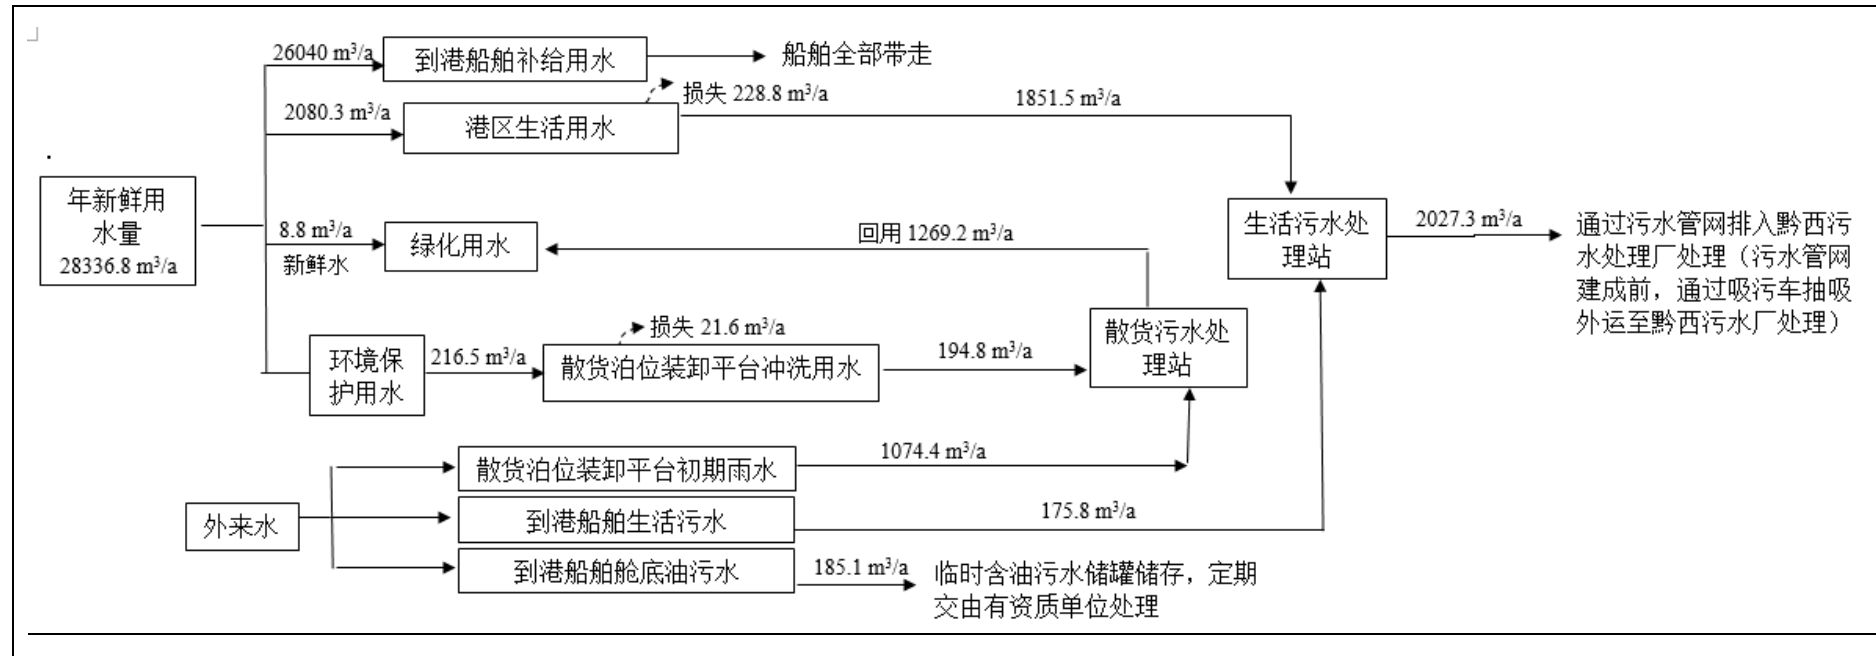 26040 m³/a
到港船舶补给用水
船舶全部带走
损失 228.8 m³/a
2080.3 m³/a
港区生活用水
1851.5 m³/a
年新鲜用
水量
28336.8 m³/a
8.8 m³/a
新鲜水
绿化用水
回用 1269.2 m³/a
生活污水处
理站
2027.3 m³/a
通过污水管网排入黔西污
水处理厂处理（污水管网
建成前，通过吸污车抽吸
外运至黔西污水厂处理）
环境保
护用水
216.5 m³/a
损失 21.6 m³/a
散货泊位装卸平台冲洗用水
194.8 m³/a
散货污水处
理站
外来水
散货泊位装卸平台初期雨水
1074.4 m³/a
到港船舶生活污水
175.8 m³/a
到港船舶舱底油污水
185.1 m³/a
临时含油污水储罐储存，定期
交由有资质单位处理